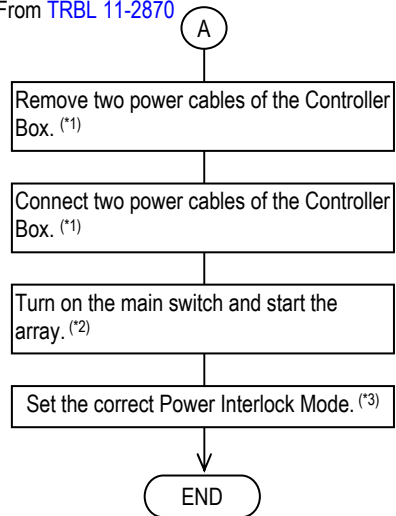 From TRBL 11-2870
A
Remove two power cables of the Controller
Box. (*1)
Connect two power cables of the Controller
Box. (*1)
Turn on the main switch and start the
array. (*2)
Set the correct Power Interlock Mode. (*3)
END